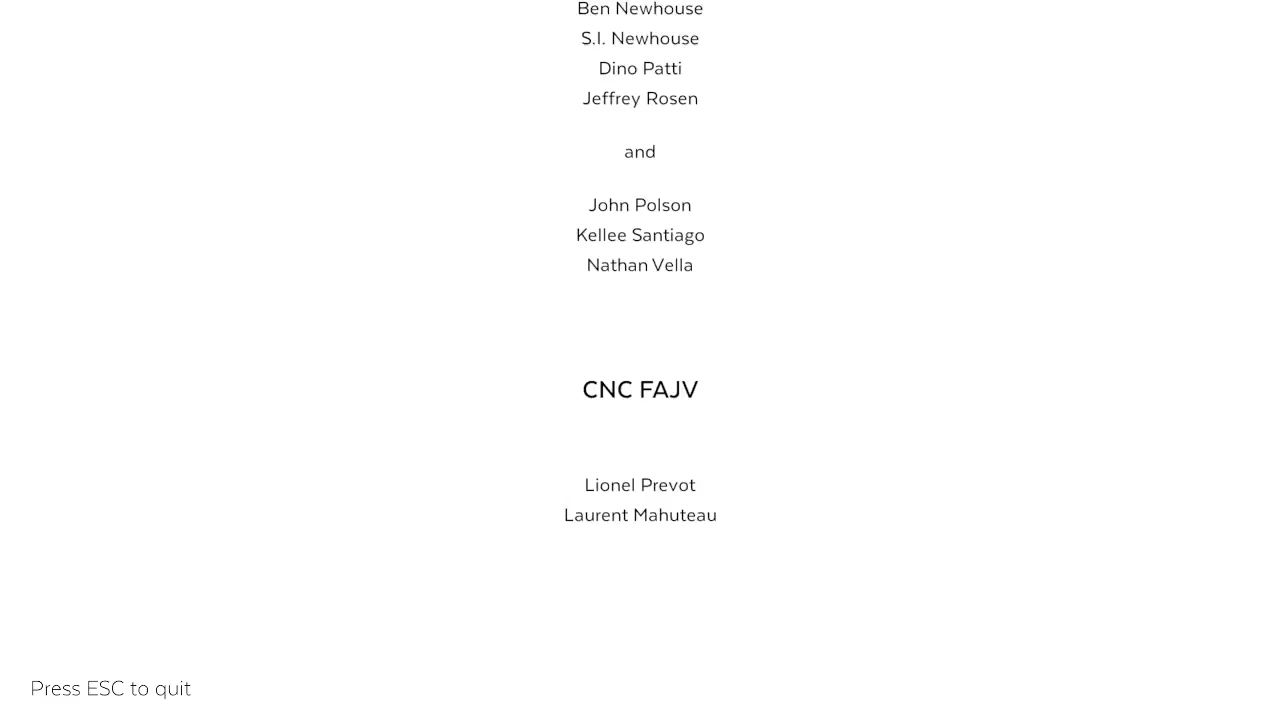 Ben Newhouse
S.I. Newhouse
Dino Patti
Jeffrey Rosen
and
John Polson
Kellee Santiago
Nathan Vella
CNC FAJV
Lionel Prevot
Laurent Mahuteau
Press ESC to quit